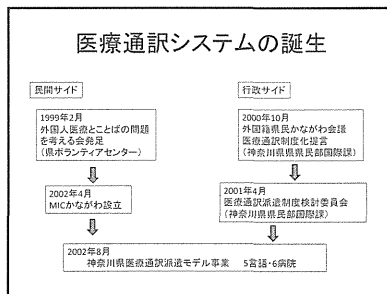 医療通訳システムの誕生
民間サイド
行政サイド
1999年2月
外国人医療とことばの問題
を考える会発足
(県ボランティアセンター)
2000年10月
外国籍県民かながわ会議
医療通訳制度化提言
(神奈川県県民部国際課)
2002年4月
MICかながわ設立
2001年4月
医療通訳派遣制度検討委員会
(神奈川県県民部国際課)
2002年8月
神奈川県医療通訳派遣モデル事業 5言語・6病院